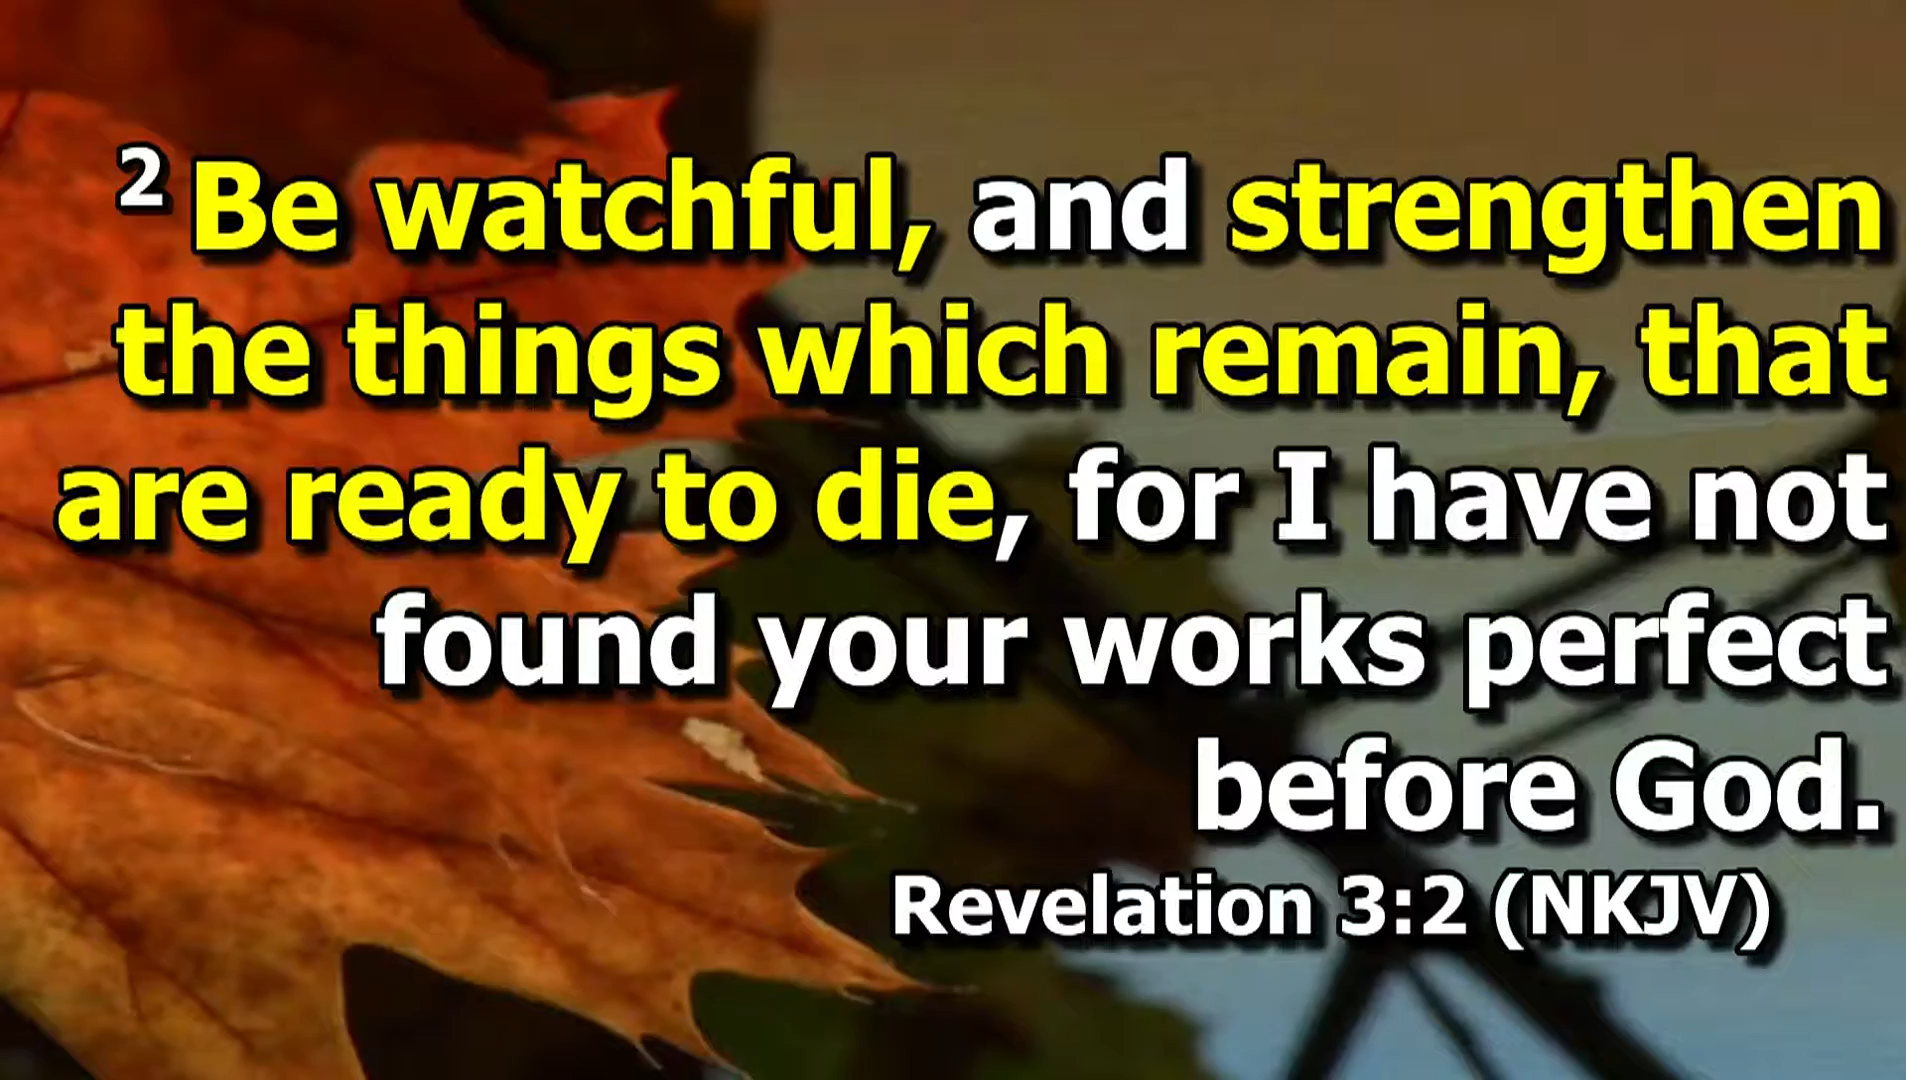 2 Be watchful, and strengthen
the things which remain, that
are ready to die, for I have not
found your works perfect
before God.
Revelation 3:2 (NKJV)